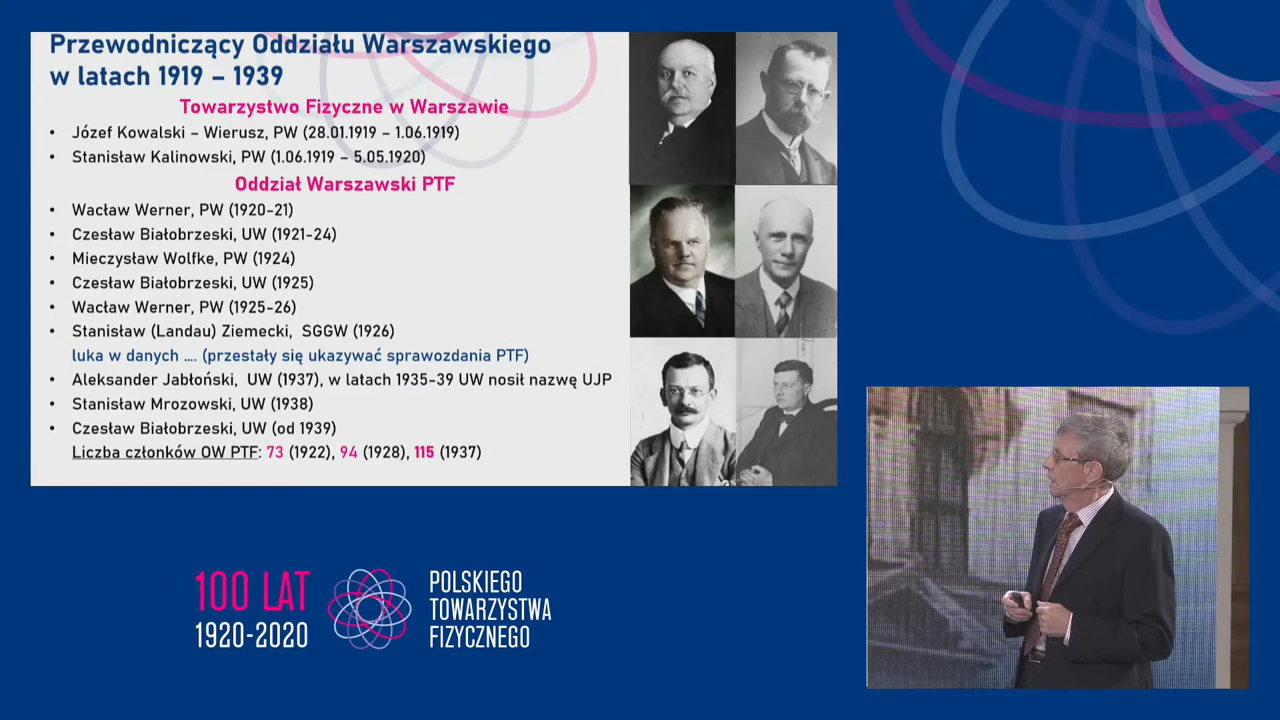 Przewodniczący Oddziału Warszawskiego
w latach 1919 – 1939
Towarzystwo Fizyczne w Warszawie
• Józef Kowalski – Wierusz, PW (28.01.1919 – 1.06.1919)
• Stanisław Kalinowski, PW (1.06.1919 – 5.05.1920)
Oddział Warszawski PTF
• Wacław Werner, PW (1920-21)
• Czesław Białobrzeski, UW (1921-24)
• Mieczysław Wolfke, PW (1924)
• Czesław Białobrzeski, UW (1925)
• Wacław Werner, PW (1925-26)
• Stanisław (Landau) Ziemecki, SGGW (1926)
luka w danych .... (przestały się ukazywać sprawozdania PTF)
• Aleksander Jabłoński, UW (1937), w latach 1935-39 UW nosił nazwę UJP
• Stanisław Mrozowski, UW (1938)
• Czesław Białobrzeski, UW (od 1939)
Liczba członków OW PTF: 73 (1922), 94 (1928), 115 (1937)
100 LAT
1920-2020
POLSKIEGO
TOWARZYSTWA
FIZYCZNEGO